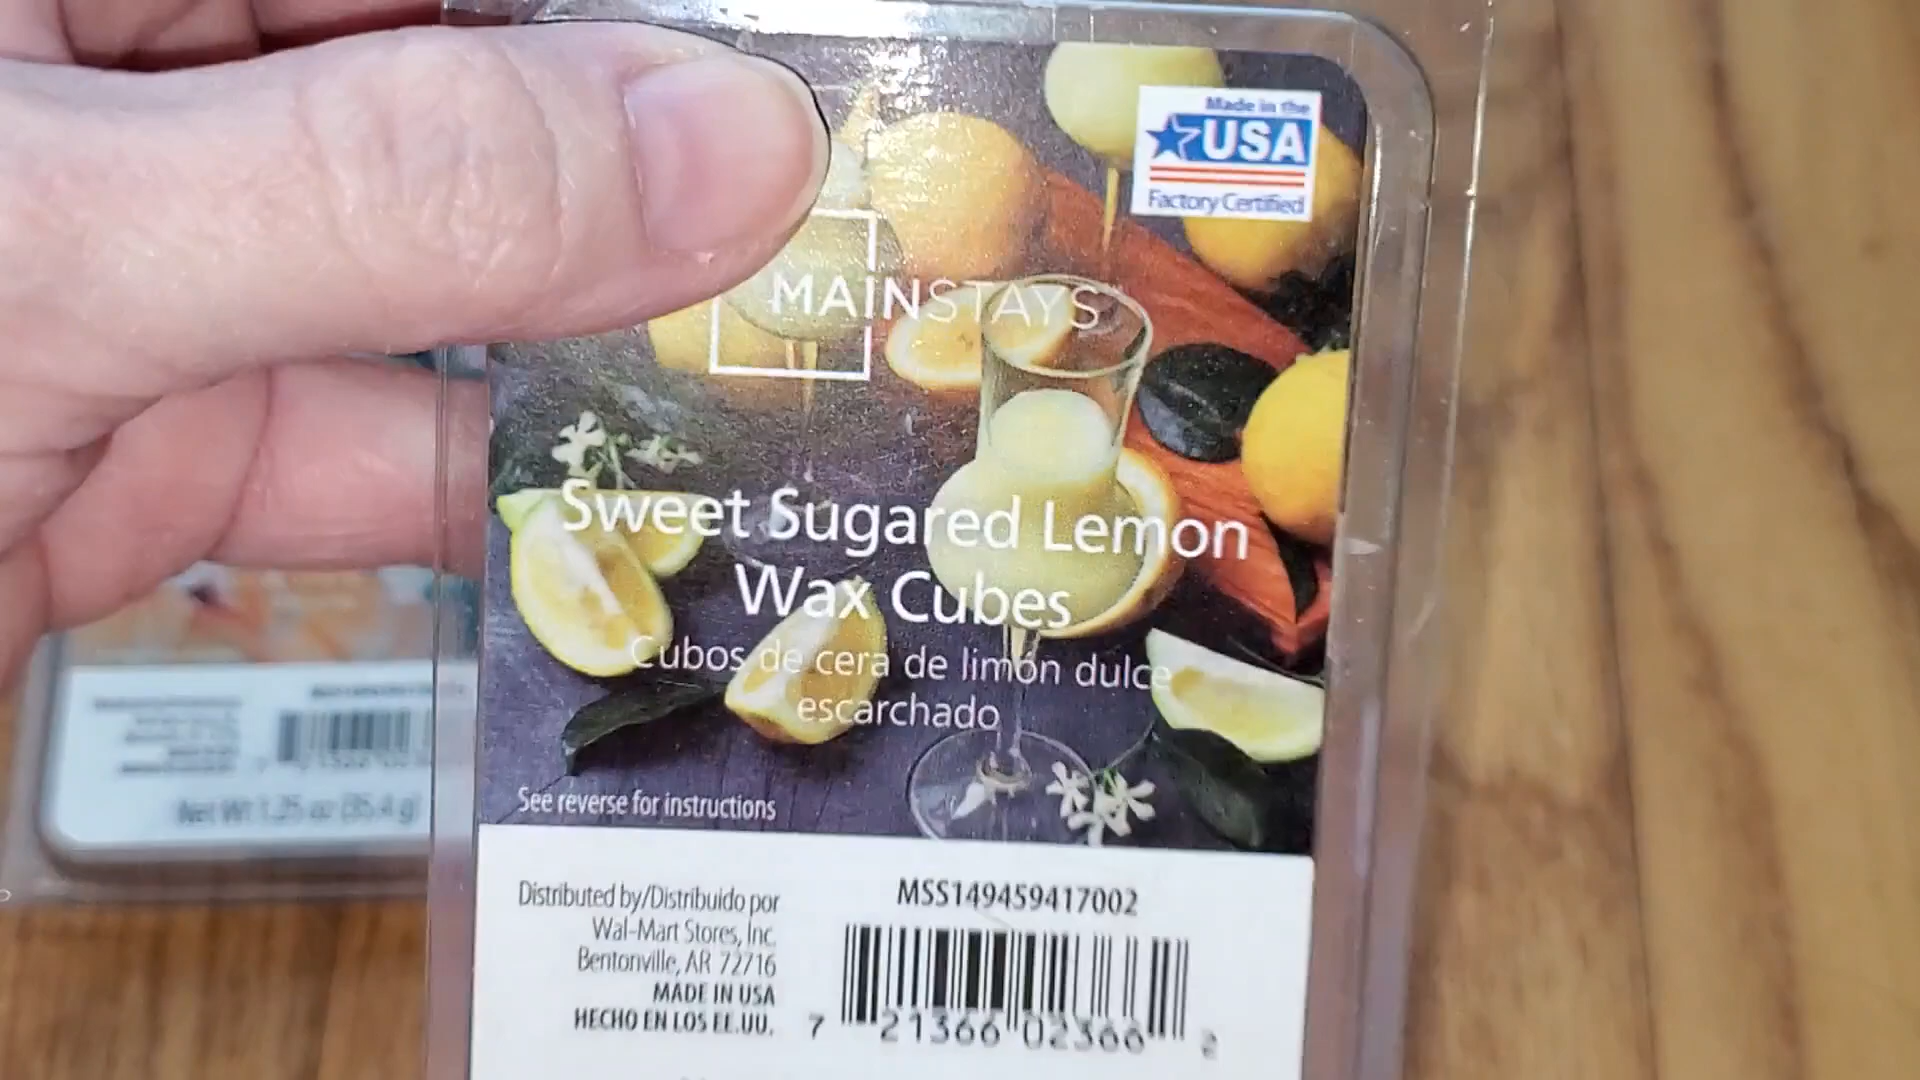 Made in the
USA
Factory Certified
MAINSTAYS
Sweet Sugared Lemon
Wax Cubes
Cubos de cera de limón dulce
escarchado
See reverse for instructions
Distributed by/Distribuido por
Wal-Mart Stores, Inc.
Bentonville, AR 72716
MADE IN USA
HECHO EN LOS EE.UU.
MSS149459417002
7 21366 02366 2
Net Wt 1.25 oz (35.4 g)